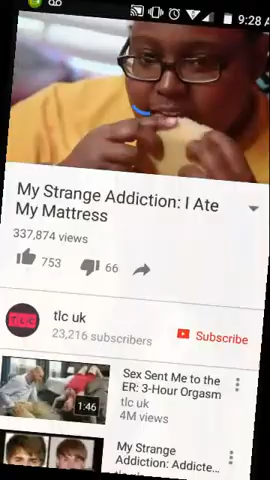 9:28 A
My Strange Addiction: I Ate
My Mattress
337,874 views
753
66
TLC
tlc uk
23,216 subscribers
Subscribe
Sex Sent Me to the
ER: 3-Hour Orgasm
tlc uk
4M views
1:46
My Strange
Addiction: Addicte...